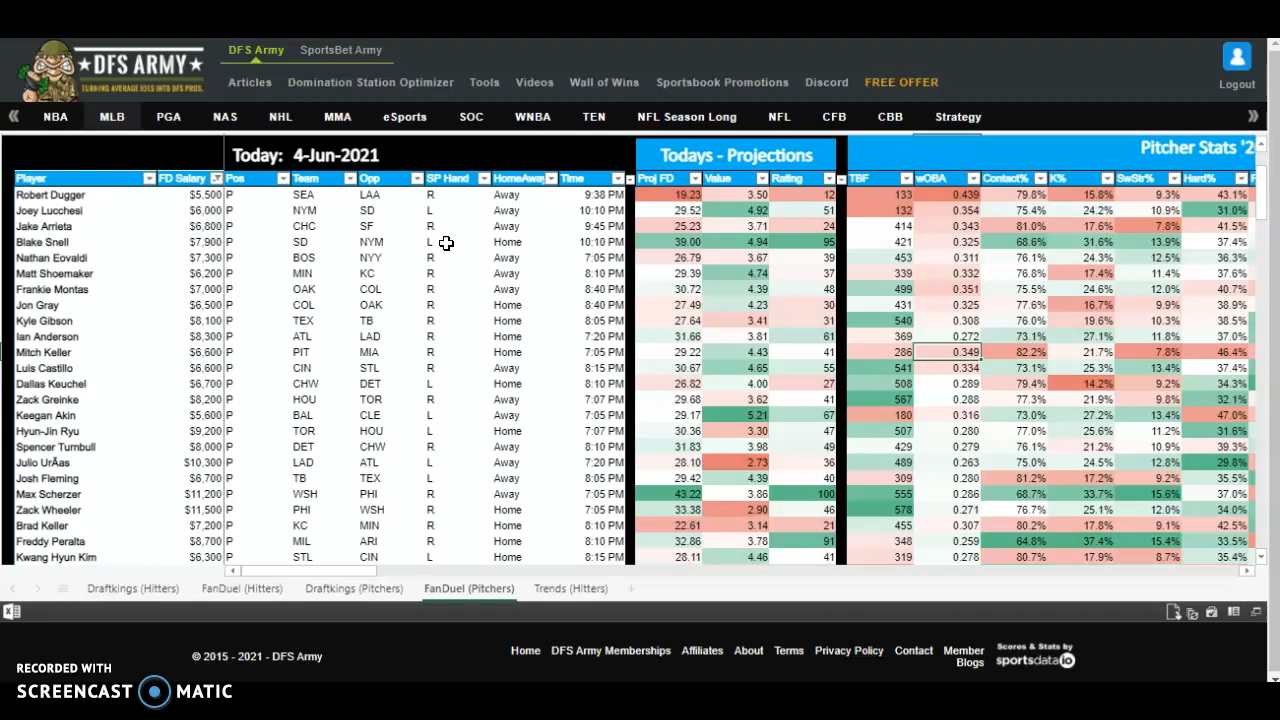 DFS Army SportsBet Army
★DFS ARMY★
TURNING AVERAGE JOES INTO DFS PROS.
Articles Domination Station Optimizer Tools Videos Wall of Wins Sportsbook Promotions Discord FREE OFFER Logout
NBA MLB PGA NAS NHL MMA eSports SOC WNBA TEN NFL Season Long NFL CFB CBB Strategy
Today: 4-Jun-2021 Todays - Projections Pitcher Stats '2
Player FD Salary Pos Team Opp SP Hand HomeAway Time Proj FD Value Rating TBF wOBA Contact% K% SwStr% Hard%
Robert Dugger $5,500 P SEA LAA R Away 9:38 PM 19.23 3.50 12 133 0.439 79.8% 15.8% 9.3% 43.1%
Joey Lucchesi $6,000 P NYM SD L Away 10:10 PM 29.52 4.92 51 132 0.354 75.4% 24.2% 10.9% 31.0%
Jake Arrieta $6,800 P CHC SF R Away 9:45 PM 25.23 3.71 24 414 0.343 81.0% 17.6% 7.8% 41.5%
Blake Snell $7,900 P SD NYM L Home 10:10 PM 39.00 4.94 95 421 0.325 68.6% 31.6% 13.9% 37.4%
Nathan Eovaldi $7,300 P BOS NYY R Away 7:05 PM 26.79 3.67 39 453 0.311 76.1% 24.3% 12.5% 36.3%
Matt Shoemaker $6,200 P MIN KC R Away 8:10 PM 29.39 4.74 37 339 0.332 76.8% 17.4% 11.4% 37.6%
Frankie Montas $7,000 P OAK COL R Away 8:40 PM 30.72 4.39 48 499 0.351 75.5% 24.6% 12.0% 40.7%
Jon Gray $6,500 P COL OAK R Home 8:40 PM 27.49 4.23 30 431 0.325 77.6% 16.7% 9.9% 38.9%
Kyle Gibson $8,100 P TEX TB R Home 8:05 PM 27.64 3.41 31 540 0.308 76.0% 19.6% 10.3% 38.5%
Ian Anderson $8,300 P ATL LAD R Home 7:20 PM 31.66 3.81 61 369 0.272 73.1% 27.1% 11.8% 37.0%
Mitch Keller $6,600 P PIT MIA R Home 7:05 PM 29.22 4.43 41 286 0.349 82.2% 21.7% 7.8% 46.4%
Luis Castillo $6,600 P CIN STL R Away 8:15 PM 30.67 4.65 55 541 0.334 73.1% 25.3% 13.4% 37.4%
Dallas Keuchel $6,700 P CHW DET L Home 8:10 PM 26.82 4.00 27 508 0.289 79.4% 14.2% 9.2% 34.3%
Zack Greinke $8,200 P HOU TOR R Away 7:07 PM 29.68 3.62 41 567 0.288 77.3% 21.9% 9.8% 32.1%
Keegan Akin $5,600 P BAL CLE L Home 7:05 PM 29.17 5.21 67 180 0.316 73.0% 27.2% 13.4% 47.0%
Hyun-Jin Ryu $9,200 P TOR HOU L Home 7:07 PM 30.36 3.30 47 507 0.280 77.0% 25.6% 11.2% 31.6%
Spencer Turnbull $8,000 P DET CHW R Away 8:10 PM 31.83 3.98 49 429 0.279 76.1% 21.2% 10.9% 39.3%
Julio UrÃ­as $10,300 P LAD ATL L Away 7:20 PM 28.10 2.73 36 489 0.263 75.0% 24.5% 12.8% 29.8%
Josh Fleming $6,700 P TB TEX L Away 8:05 PM 29.42 4.39 40 309 0.280 81.2% 17.2% 9.2% 35.5%
Max Scherzer $11,200 P WSH PHI R Away 7:05 PM 43.22 3.86 100 555 0.286 68.7% 33.7% 15.6% 37.0%
Zack Wheeler $11,500 P PHI WSH R Home 7:05 PM 33.38 2.90 46 578 0.271 76.7% 25.1% 12.0% 34.0%
Brad Keller $7,200 P KC MIN R Home 8:10 PM 22.61 3.14 21 455 0.307 80.2% 17.8% 9.1% 42.5%
Freddy Peralta $8,700 P MIL ARI R Home 8:10 PM 32.86 3.78 91 348 0.259 64.8% 37.4% 15.4% 33.5%
Kwang Hyun Kim $6,300 P STL CIN L Home 8:15 PM 28.11 4.46 41 319 0.278 80.7% 17.9% 8.7% 35.4%
Draftkings (Hitters) FanDuel (Hitters) Draftkings (Pitchers) FanDuel (Pitchers) Trends (Hitters)
© 2015 - 2021 - DFS Army Home DFS Army Memberships Affiliates About Terms Privacy Policy Contact Member Blogs
Scores & Stats by
sportsdataIO
RECORDED WITH
SCREENCAST MATIC